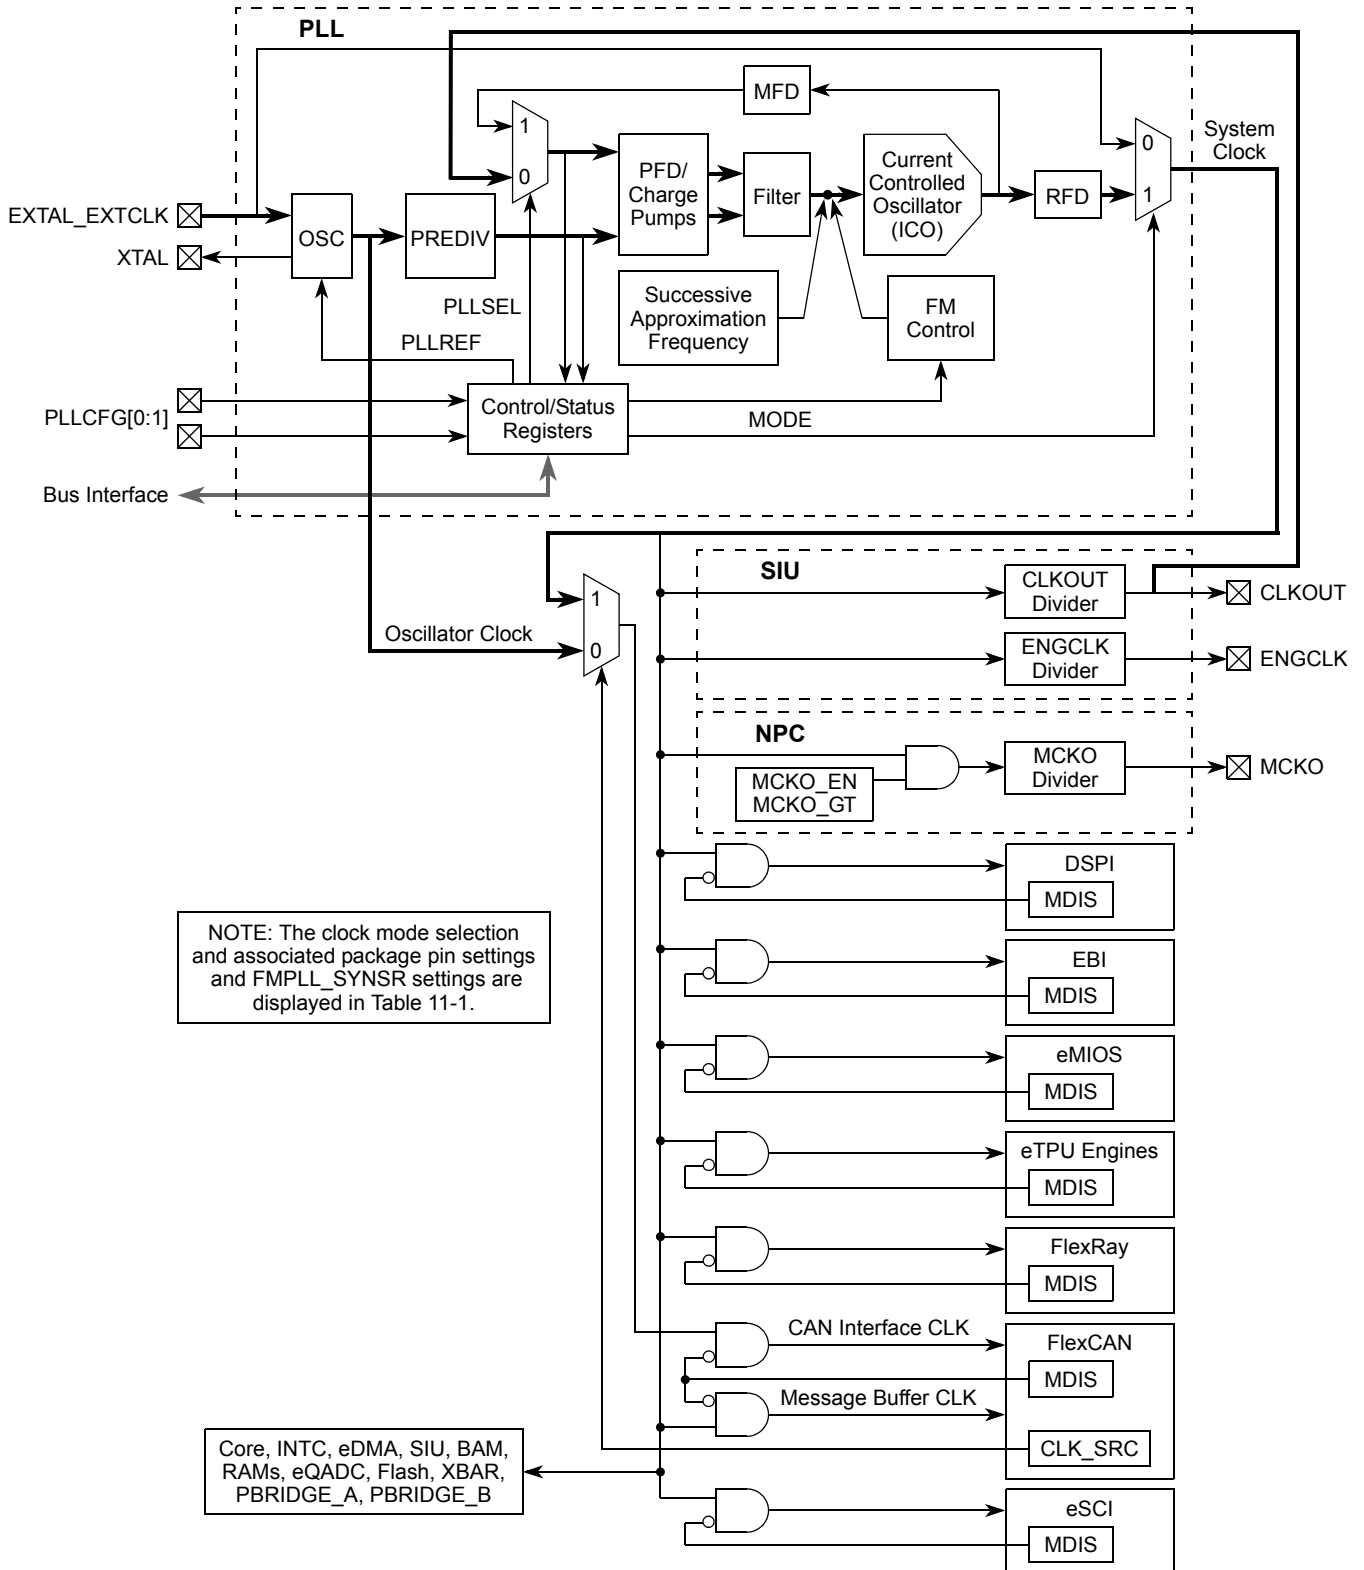 PLL
MFD
1
0
System
Clock
0
1
PFD/
Charge
Pumps
Filter
Current
Controlled
Oscillator
(ICO)
RFD
EXTAL_EXTCLK
OSC
PREDIV
XTAL
PLLSEL
Successive
Approximation
Frequency
FM
Control
PLLREF
PLLCFG[0:1]
Control/Status
Registers
MODE
Bus Interface
SIU
CLKOUT
Divider
CLKOUT
1
0
Oscillator Clock
ENGCLK
Divider
ENGCLK
NPC
MCKO_EN
MCKO_GT
MCKO
Divider
MCKO
DSPI
MDIS
NOTE: The clock mode selection
and associated package pin settings
and FMPLL_SYNSR settings are
displayed in Table 11-1.
EBI
MDIS
eMIOS
MDIS
eTPU Engines
MDIS
FlexRay
MDIS
CAN Interface CLK
FlexCAN
MDIS
Message Buffer CLK
CLK_SRC
Core, INTC, eDMA, SIU, BAM,
RAMs, eQADC, Flash, XBAR,
PBRIDGE_A, PBRIDGE_B
eSCI
MDIS